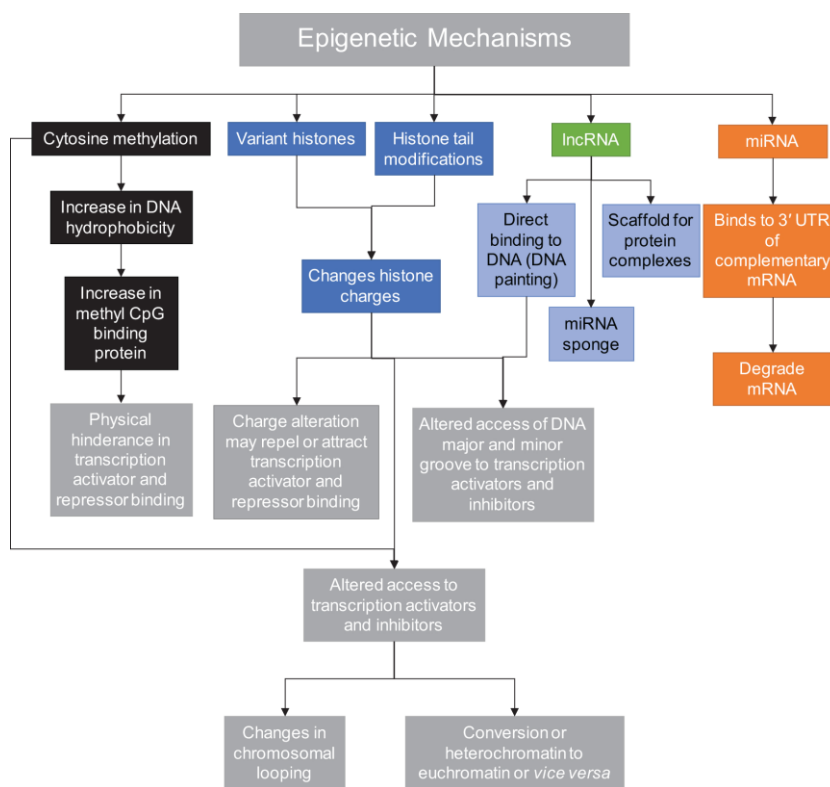 Epigenetic Mechanisms
Cytosine methylation
Variant histones
Histone tail
modifications
lncRNA
miRNA
Increase in DNA
hydrophobicity
Increase in
methyl CpG
binding
protein
Physical
hinderance in
transcription
activator and
repressor binding
Changes histone
charges
Direct
binding to
DNA (DNA
painting)
miRNA
sponge
Scaffold for
protein
complexes
Binds to 3′ UTR
of
complementary
mRNA
Degrade
mRNA
Charge alteration
may repel or attract
transcription
activator and
repressor binding
Altered access of DNA
major and minor
groove to transcription
activators and
inhibitors
Altered access to
transcription activators
and inhibitors
Changes in
chromosomal
looping
Conversion or
heterochromatin to
euchromatin or vice versa